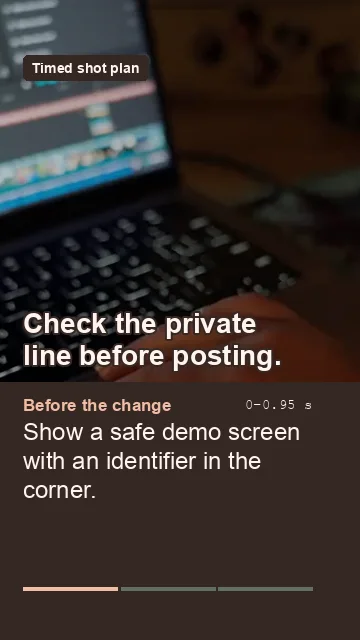 Timed shot plan
Check the private
line before posting.
Before the change
0–0.95 s
Show a safe demo screen
with an identifier in the
corner.